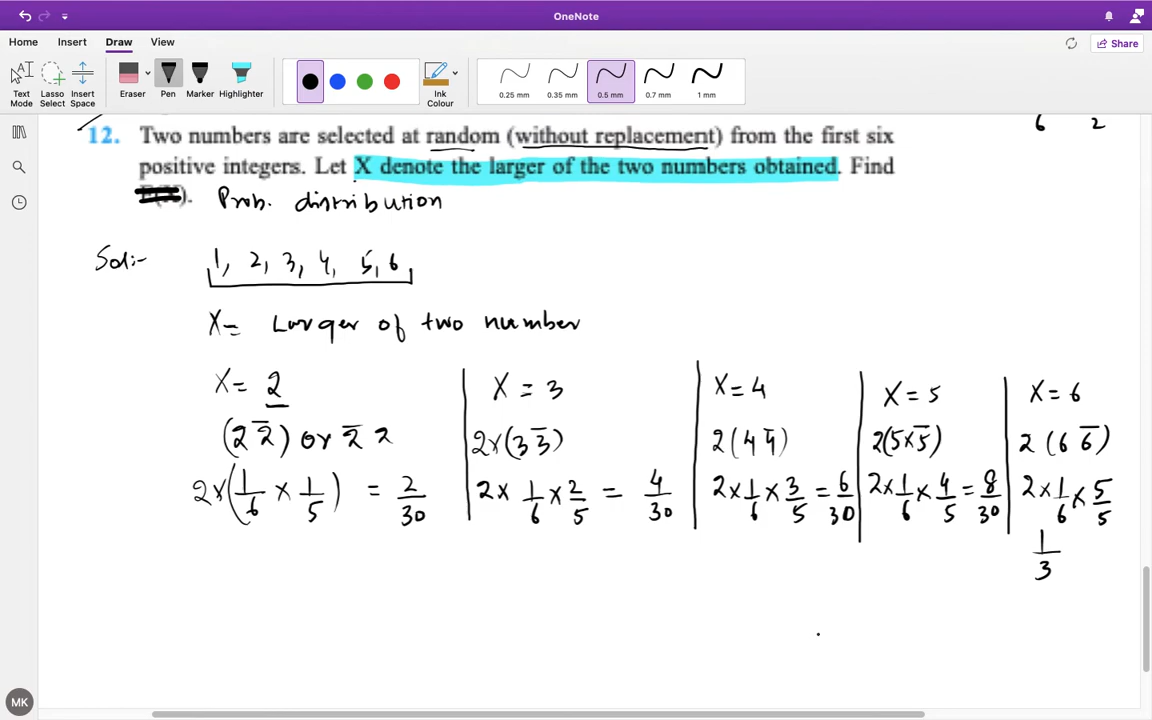 OneNote
Home Insert Draw View
Share
Text Mode
Lasso Select
Insert Space
Eraser
Pen
Marker
Highlighter
0.25 mm
0.35 mm
0.5 mm
0.7 mm
1 mm
Ink Colour
6 2
12. Two numbers are selected at random (without replacement) from the first six
positive integers. Let X denote the larger of the two numbers obtained. Find
E(X). Prob. distribution
Sol:- 1, 2, 3, 4, 5, 6,
X = Larger of two number
X = 2
(2 2̅) or 2̅ 2
2×(1/6 × 1/5) = 2/30
X = 3
2×(3 3̅)
2× 1/6 × 2/5 = 4/30
X = 4
2(4 4̅)
2× 1/6 × 3/5 = 6/30
X = 5
2(5×5̅)
2× 1/6 × 4/5 = 8/30
X = 6
2 (6 6̅)
2× 1/6 × 5/5
1/3
MK